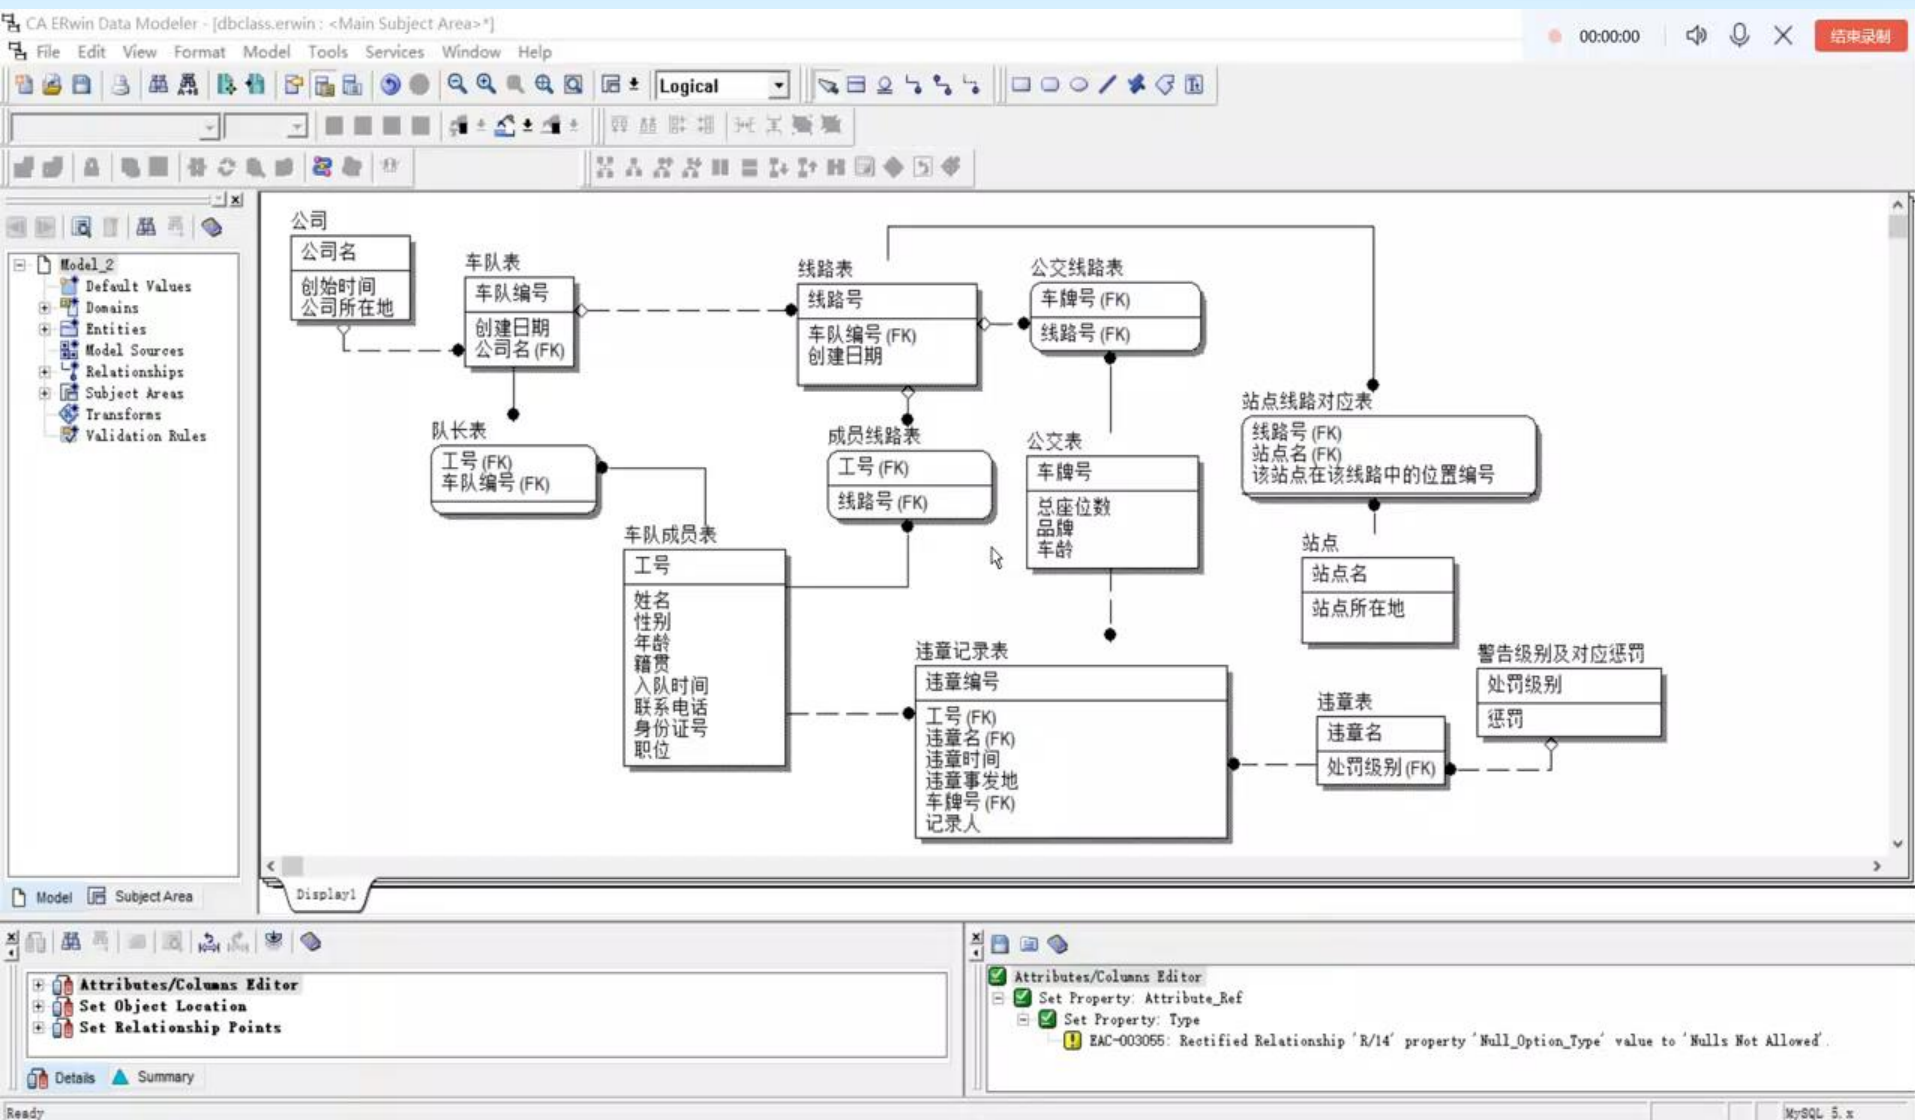 CA ERwin Data Modeler - [dbclass.erwin : <Main Subject Area>*]
00:00:00
结束录制
File Edit View Format Model Tools Services Window Help
Logical
Model_2
Default Values
Domains
Entities
Model Sources
Relationships
Subject Areas
Transforms
Validation Rules
Model
Subject Area
公司
公司名
创始时间
公司所在地
车队表
车队编号
创建日期
公司名 (FK)
线路表
线路号
车队编号 (FK)
创建日期
公交线路表
车牌号 (FK)
线路号 (FK)
队长表
工号 (FK)
车队编号 (FK)
成员线路表
工号 (FK)
线路号 (FK)
公交表
车牌号
总座位数
品牌
车龄
站点线路对应表
线路号 (FK)
站点名 (FK)
该站点在该线路中的位置编号
车队成员表
工号
姓名
性别
年龄
籍贯
入队时间
联系电话
身份证号
职位
站点
站点名
站点所在地
违章记录表
违章编号
工号 (FK)
违章名 (FK)
违章时间
违章事发地
车牌号 (FK)
记录人
违章表
违章名
处罚级别 (FK)
警告级别及对应惩罚
处罚级别
惩罚
Display1
Attributes/Columns Editor
Set Object Location
Set Relationship Points
Details
Summary
Attributes/Columns Editor
Set Property: Attribute_Ref
Set Property: Type
EAC-003055: Rectified Relationship 'R/14' property 'Null_Option_Type' value to 'Nulls Not Allowed'.
Ready
MySQL 5.x